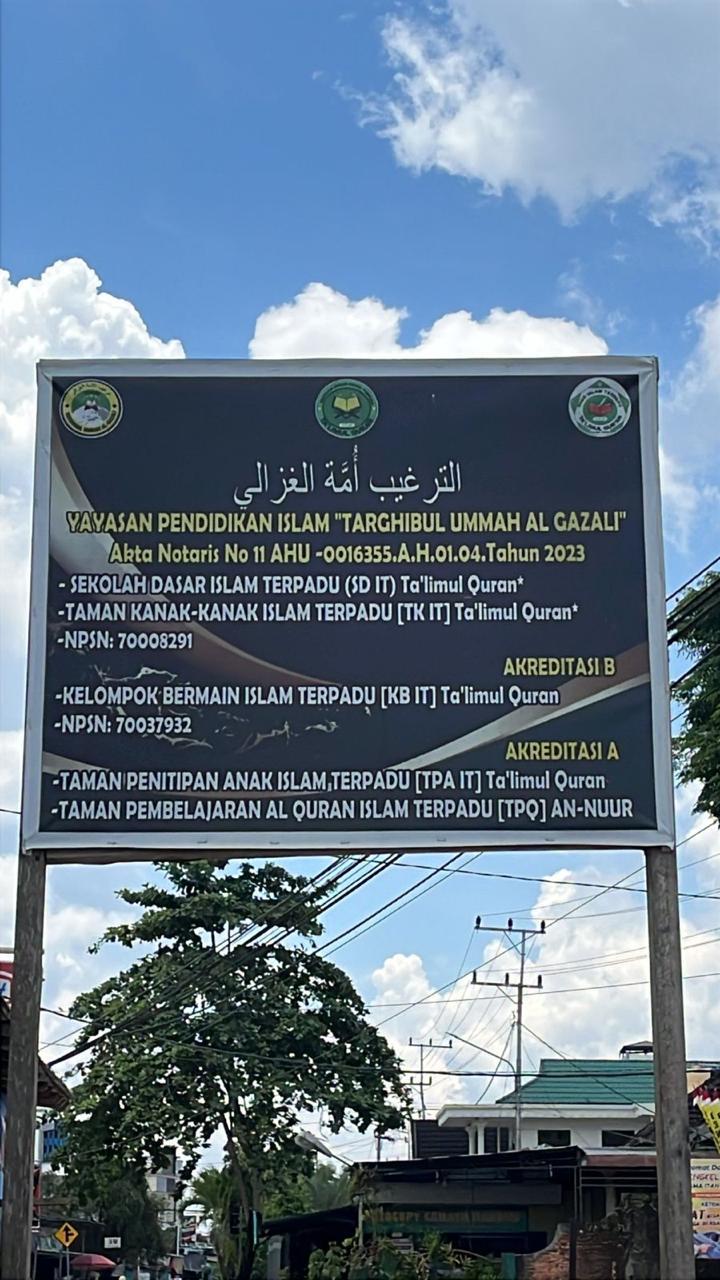 الترغيب أُمَّة الغزالي
YAYASAN PENDIDIKAN ISLAM "TARGHIBUL UMMAH AL GAZALI"
Akta Notaris No 11 AHU -0016355.A.H.01.04.Tahun 2023
- SEKOLAH DASAR ISLAM TERPADU (SD IT) Ta'limul Quran*
-TAMAN KANAK-KANAK ISLAM TERPADU [TK IT] Ta'limul Quran*
-NPSN: 70008291
AKREDITASI B
-KELOMPOK BERMAIN ISLAM TERPADU [KB IT] Ta'limul Quran
-NPSN: 70037932
AKREDITASI A
-TAMAN PENITIPAN ANAK ISLAM TERPADU [TPA IT] Ta'limul Quran
-TAMAN PEMBELAJARAN AL QURAN ISLAM TERPADU [TPQ] AN-NUUR